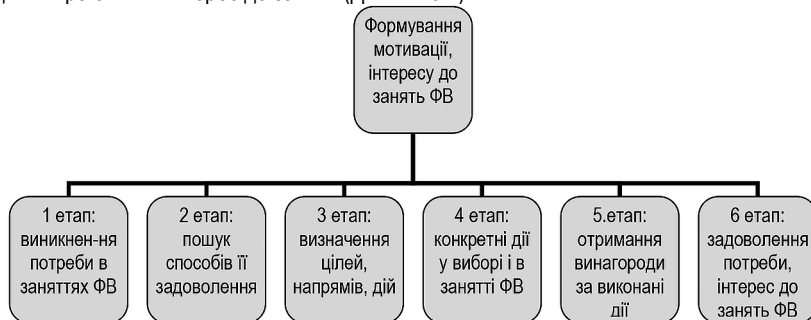 Формування
мотивації,
інтересу до
занять ФВ
1 етап:
виникнен-ня
потреби в
заняттях ФВ
2 етап:
пошук
способів її
задоволення
3 етап:
визначення
цілей,
напрямів, дій
4 етап:
конкретні дії
у виборі і в
занятті ФВ
5.етап:
отримання
винагороди
за виконані
дії
6 етап:
задоволення
потреби,
інтерес до
занять ФВ